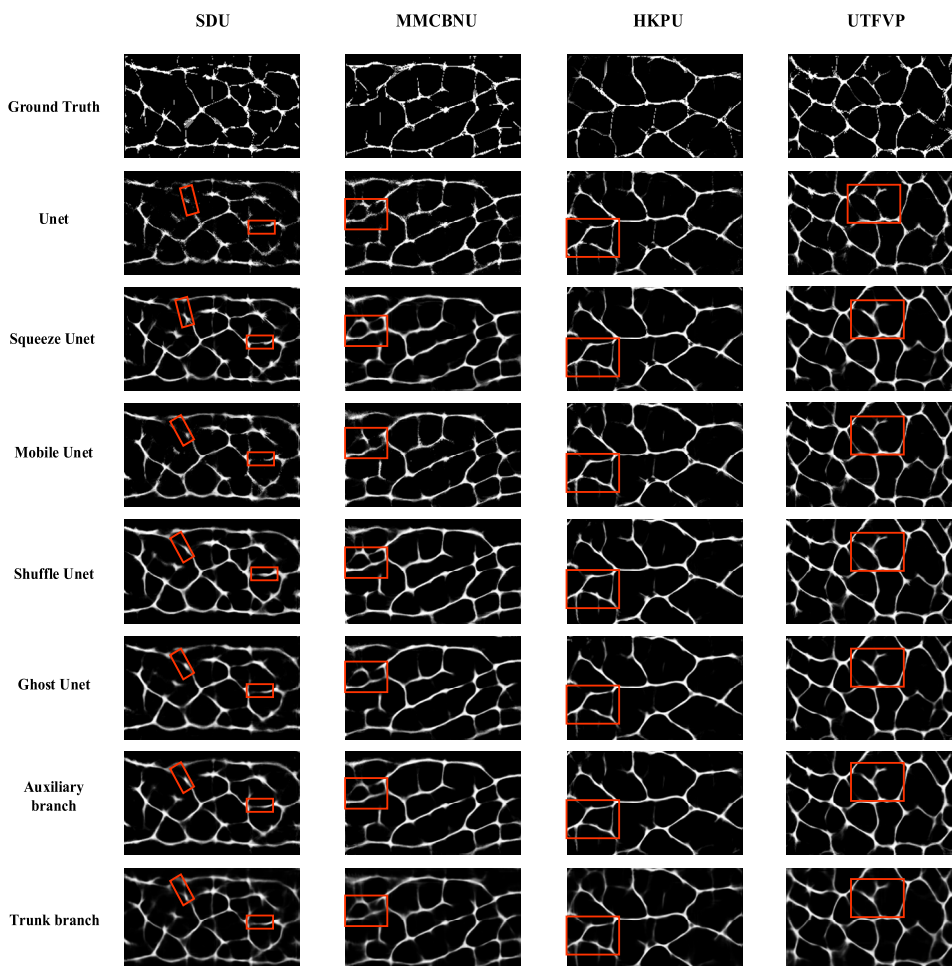 SDU MMCBNU HKPU UTFVP
Ground Truth
Unet
Squeeze Unet
Mobile Unet
Shuffle Unet
Ghost Unet
Auxiliary
branch
Trunk branch